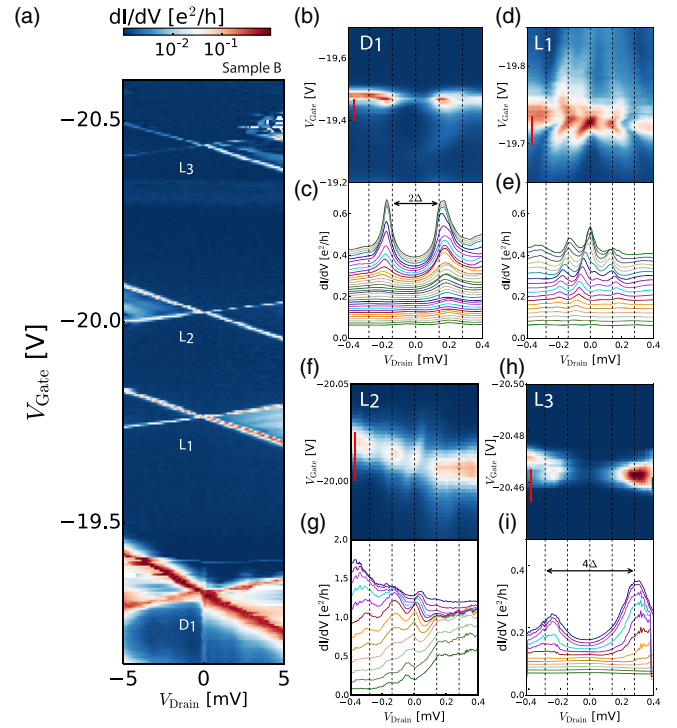 (a)
dI/dV [e²/h]
10⁻² 10⁻¹
Sample B
V_Gate [V]
−20.5
−20.0
−19.5
L₃
L₂
L₁
D₁
−5 0 5
V_Drain [mV]
(b)
D₁
V_Gate [V]
−19.6
−19.4
−19.2
(c)
2Δ
dI/dV [e²/h]
0.6
0.4
0.2
0.0
−0.4 −0.2 0.0 0.2 0.4
V_Drain [mV]
(d)
L₁
V_Gate [V]
−19.8
−19.7
(e)
dI/dV [e²/h]
0.6
0.4
0.2
0.0
−0.4 −0.2 0.0 0.2 0.4
V_Drain [mV]
(f)
L₂
V_Gate [V]
−20.05
−20.00
(g)
dI/dV [e²/h]
2.0
1.5
1.0
0.5
0.0
−0.4 −0.2 0.0 0.2 0.4
V_Drain [mV]
(h)
L₃
V_Gate [V]
−20.50
−20.48
−20.46
(i)
4Δ
dI/dV [e²/h]
0.4
0.2
0.0
−0.4 −0.2 0.0 0.2 0.4
V_Drain [mV]